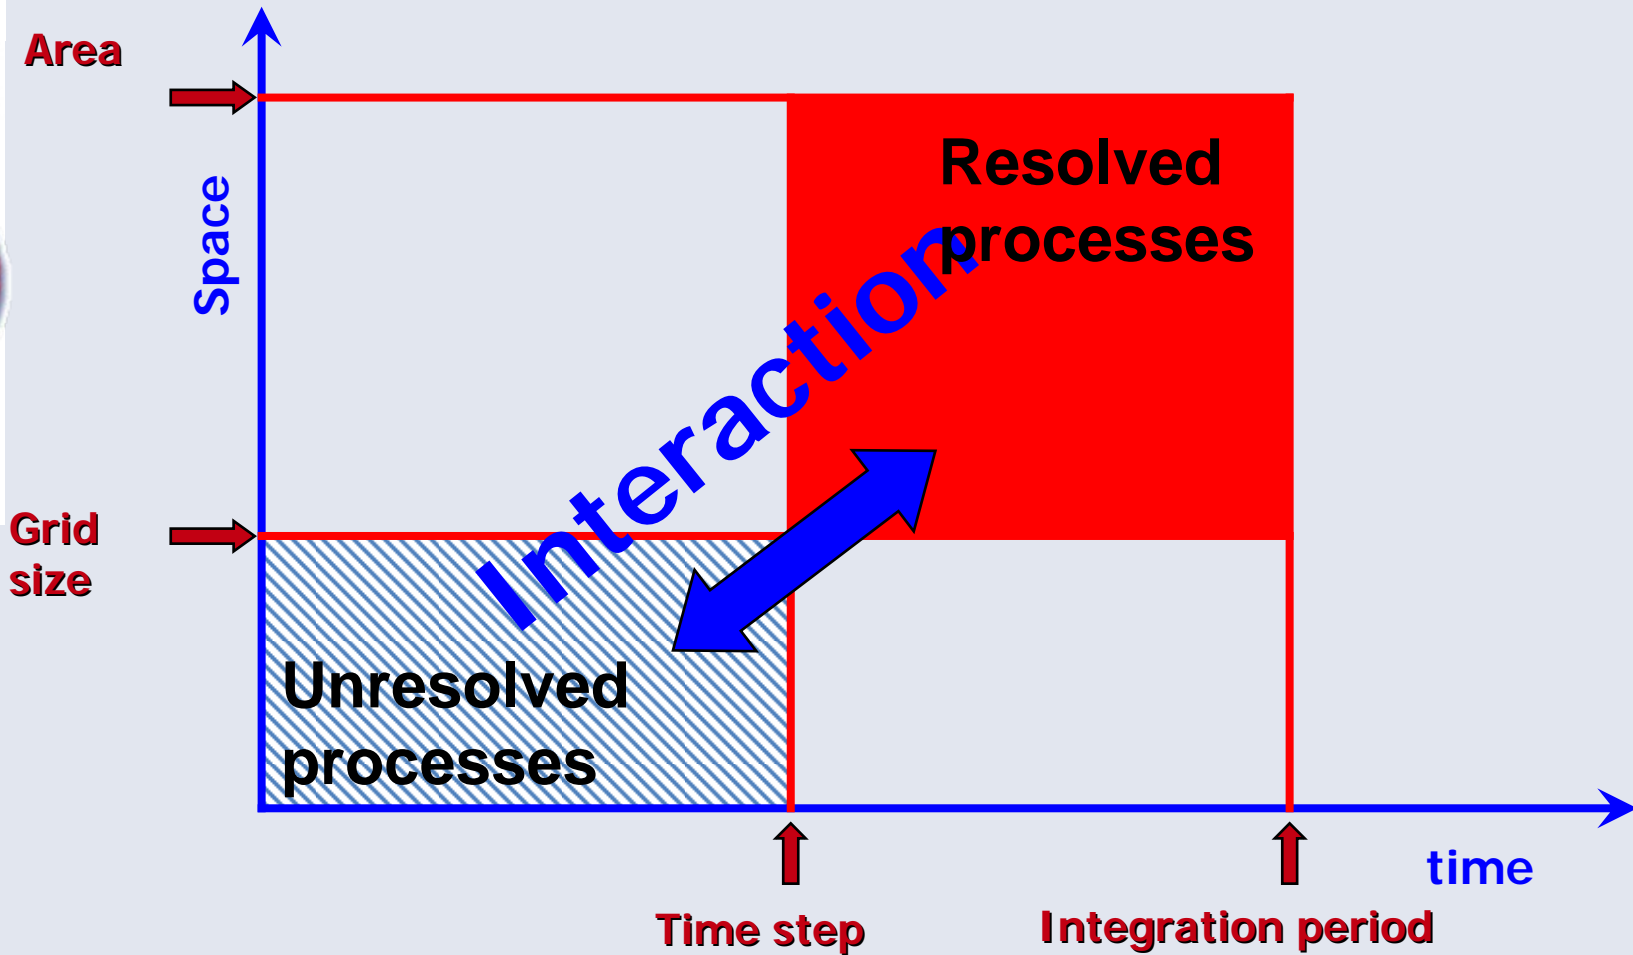 Area
Resolved
processes
Space
Interaction
Grid
size
Unresolved
processes
time
Time step
Integration period